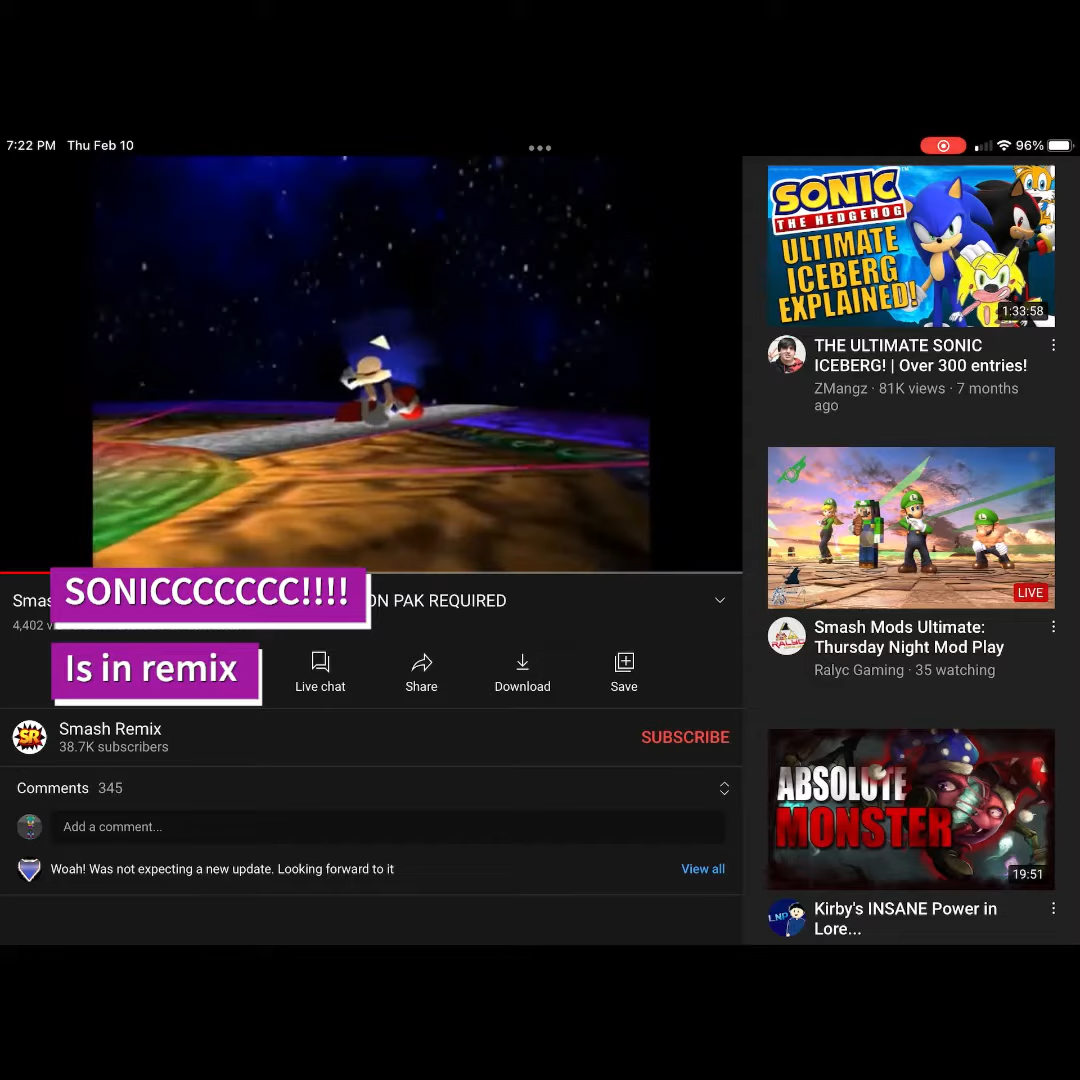 7:22 PM Thu Feb 10
96%
SONIC
THE HEDGEHOG
ULTIMATE
ICEBERG
EXPLAINED!
1:33:58
THE ULTIMATE SONIC
ICEBERG! | Over 300 entries!
ZMangz · 81K views · 7 months
ago
LIVE
RALYC
Smash Mods Ultimate:
Thursday Night Mod Play
Ralyc Gaming · 35 watching
ABSOLUTE
MONSTER
19:51
LNP
Kirby's INSANE Power in
Lore...
SONICCCCCCC!!!!
Smas ON PAK REQUIRED
4,402 v
Is in remix
Live chat Share Download Save
SR
Smash Remix
38.7K subscribers
SUBSCRIBE
Comments 345
Add a comment...
Woah! Was not expecting a new update. Looking forward to it
View all